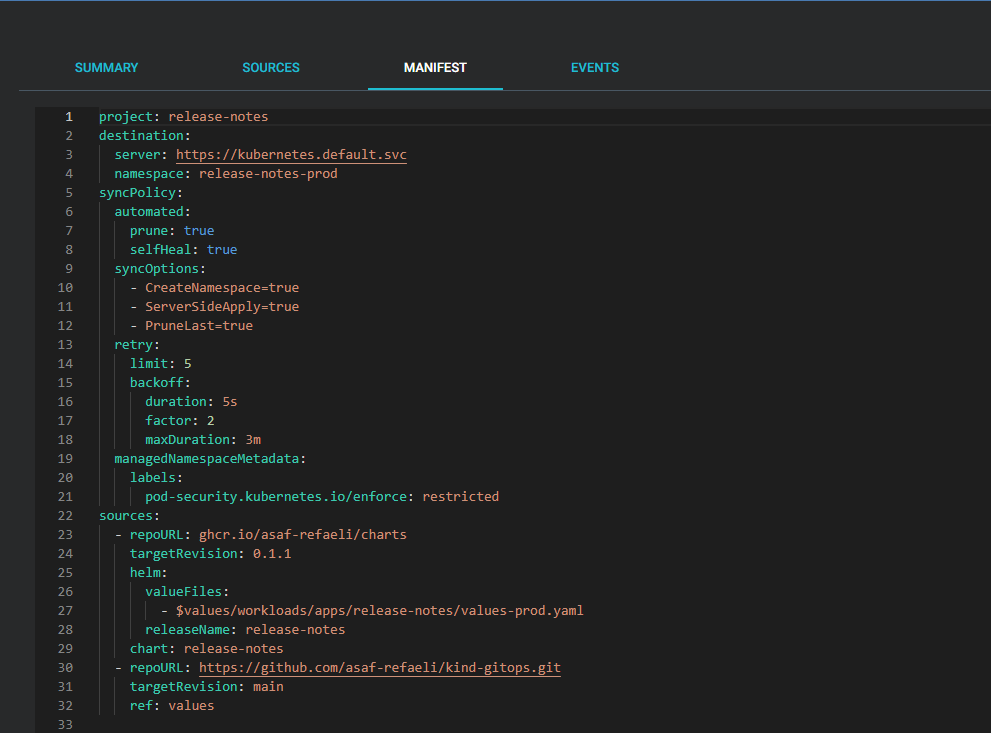 SUMMARY SOURCES MANIFEST EVENTS
1 project: release-notes
2 destination:
3   server: https://kubernetes.default.svc
4   namespace: release-notes-prod
5 syncPolicy:
6   automated:
7     prune: true
8     selfHeal: true
9   syncOptions:
10     - CreateNamespace=true
11     - ServerSideApply=true
12     - PruneLast=true
13   retry:
14     limit: 5
15     backoff:
16       duration: 5s
17       factor: 2
18       maxDuration: 3m
19   managedNamespaceMetadata:
20     labels:
21       pod-security.kubernetes.io/enforce: restricted
22 sources:
23   - repoURL: ghcr.io/asaf-refaeli/charts
24     targetRevision: 0.1.1
25     helm:
26       valueFiles:
27         - $values/workloads/apps/release-notes/values-prod.yaml
28       releaseName: release-notes
29     chart: release-notes
30   - repoURL: https://github.com/asaf-refaeli/kind-gitops.git
31     targetRevision: main
32     ref: values
33